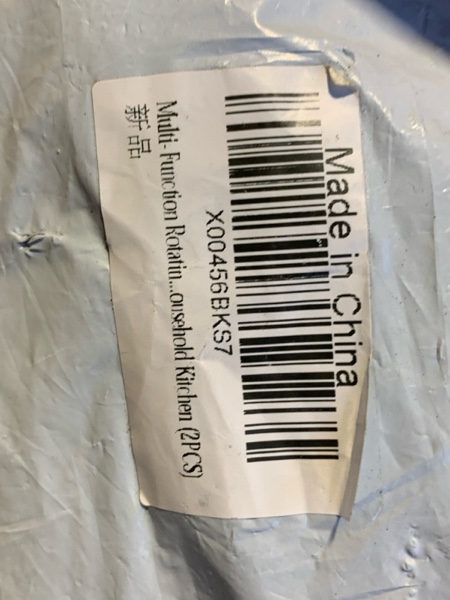 Made in China
X00456BKS7
Multi-Function Rotatin...ousehold Kitchen (2PCS)
新品